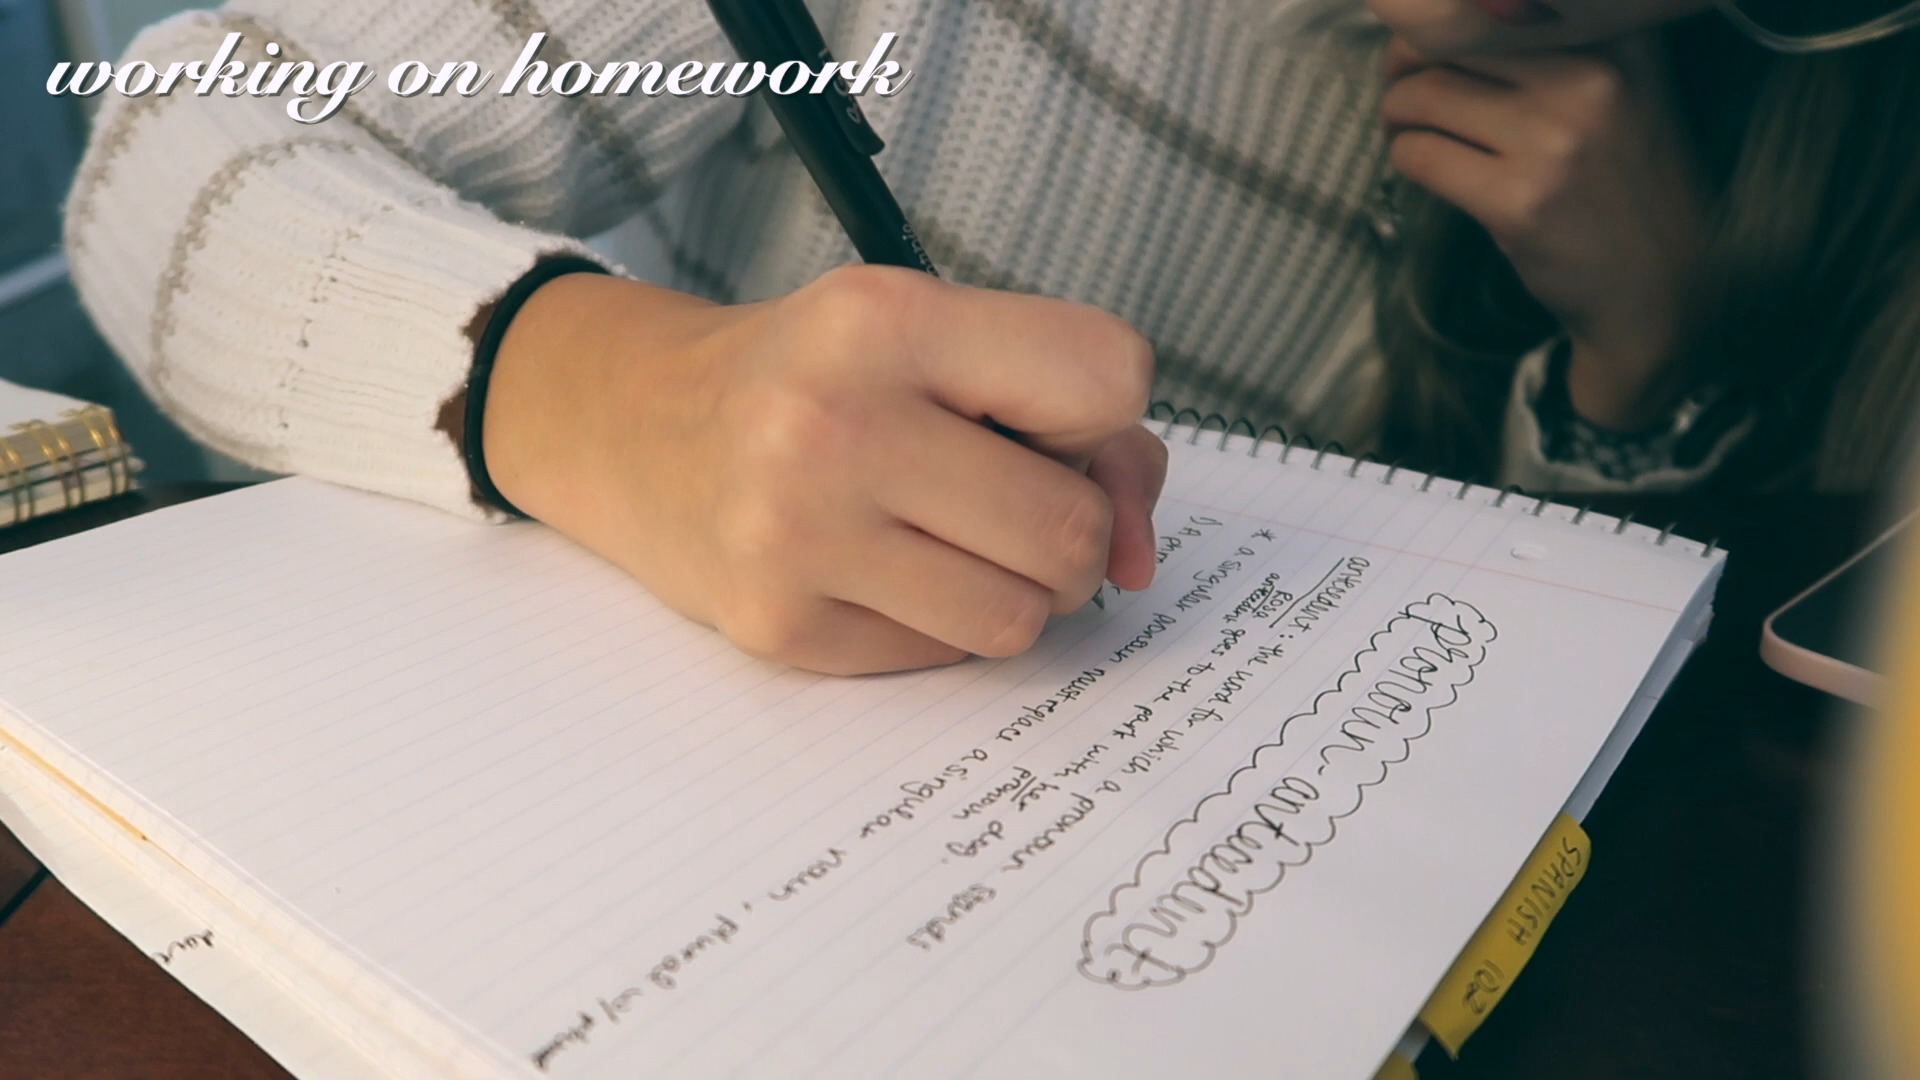 working on homework
pronoun-antecedent
antecedent: the word for which a pronoun stands
Rosa goes to the park with her dog.
antecedent pronoun
* a singular pronoun must replace a singular noun, plural w/ plural
1) A
SPANISH 102